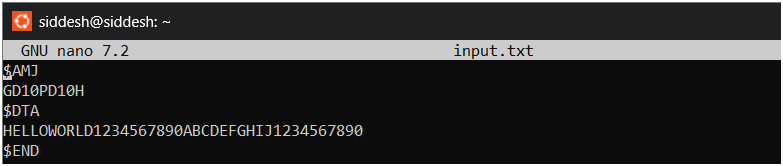 siddesh@siddesh: ~
GNU nano 7.2 input.txt
$AMJ
GD10PD10H
$DTA
HELLOWORLD1234567890ABCDEFGHIJ1234567890
$END